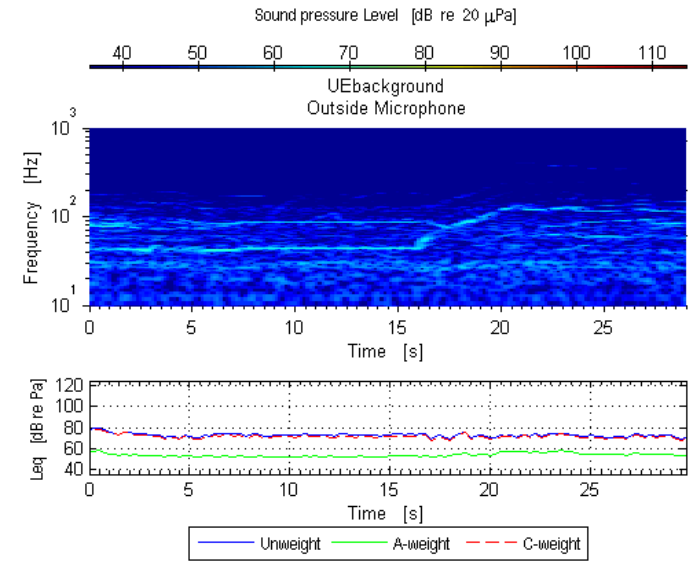 Sound pressure Level [dB re 20 μPa]
40 50 60 70 80 90 100 110
UEbackground
Outside Microphone
10^3
10^2
10^1
Frequency [Hz]
0 5 10 15 20 25
Time [s]
120
100
80
60
40
Leq [dB re Pa]
0 5 10 15 20 25
Time [s]
Unweight A-weight C-weight